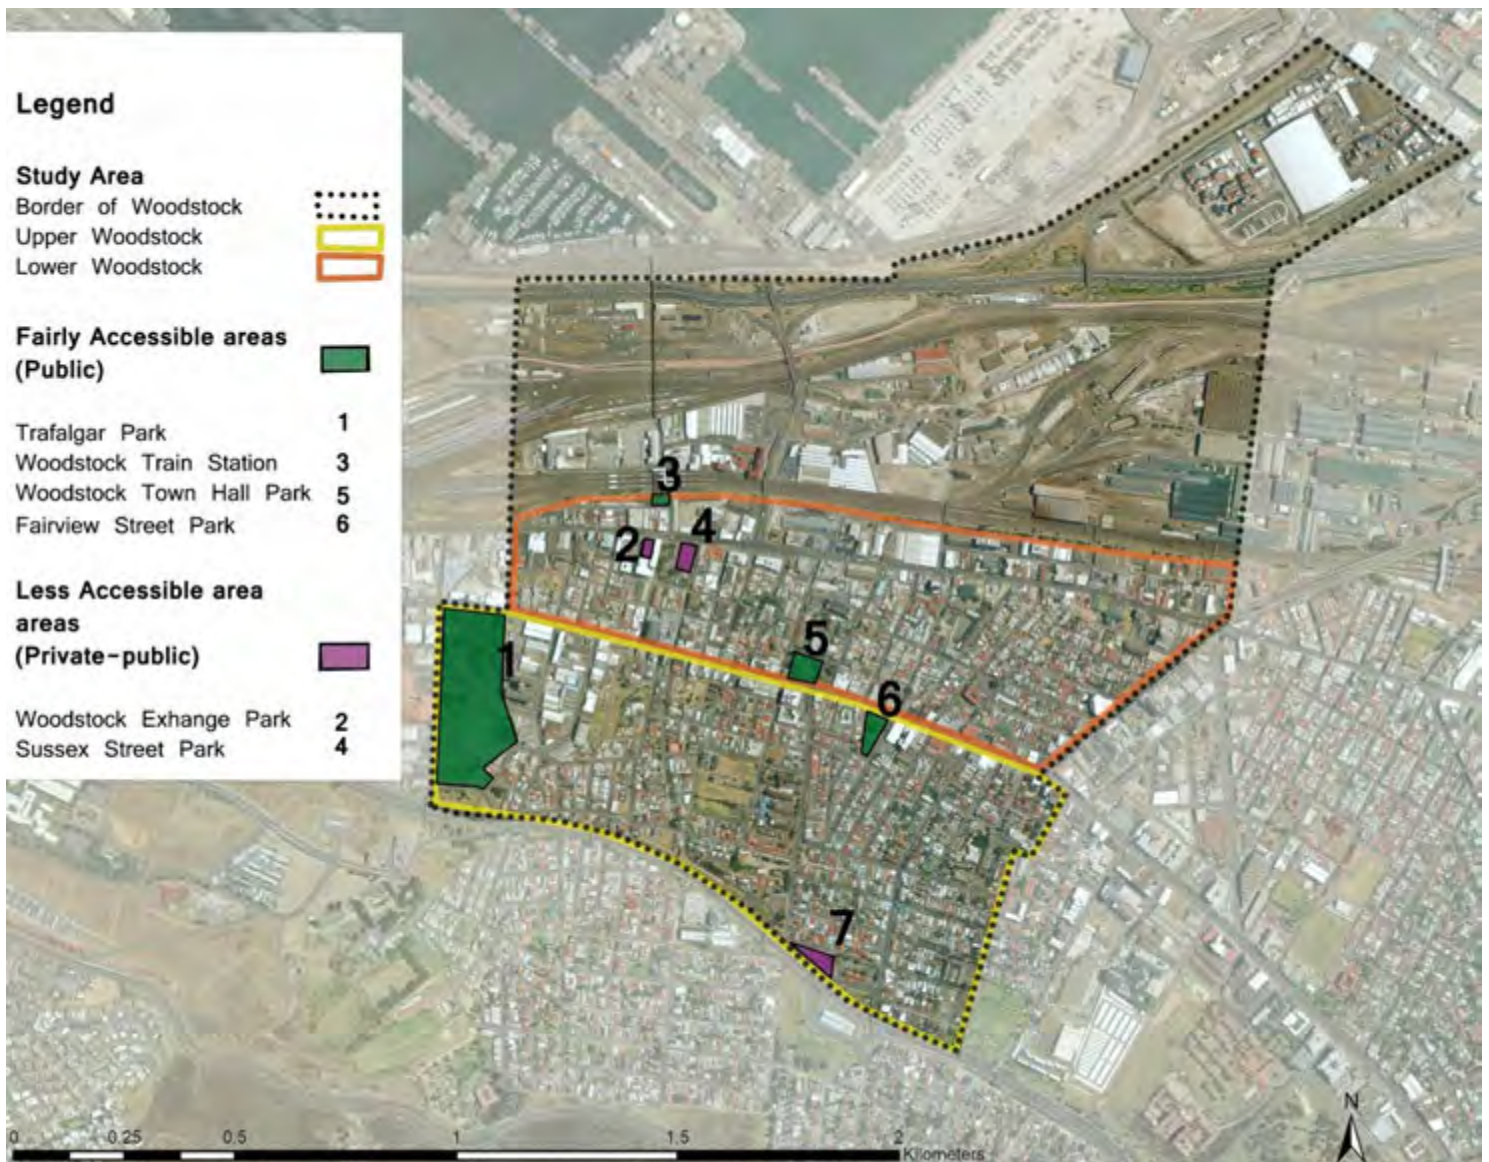 Legend
Study Area
Border of Woodstock
Upper Woodstock
Lower Woodstock
Fairly Accessible areas
(Public)
Trafalgar Park 1
Woodstock Train Station 3
Woodstock Town Hall Park 5
Fairview Street Park 6
Less Accessible area
areas
(Private-public)
Woodstock Exhange Park 2
Sussex Street Park 4
3
2
4
1
5
6
7
N
0 0.25 0.5 1 1.5 2
Kilometers